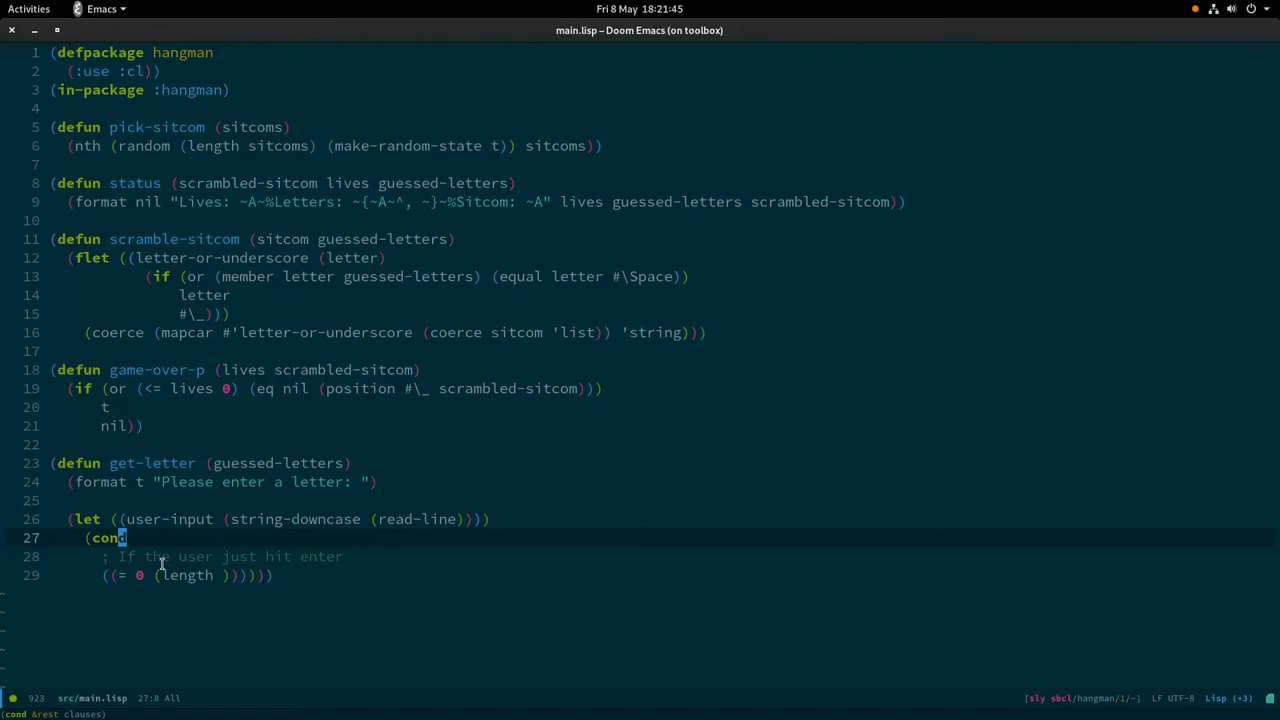 Activities Emacs Fri 8 May 18:21:45
main.lisp – Doom Emacs (on toolbox)
1 (defpackage hangman
2   (:use :cl))
3 (in-package :hangman)
4
5 (defun pick-sitcom (sitcoms)
6   (nth (random (length sitcoms) (make-random-state t)) sitcoms))
7
8 (defun status (scrambled-sitcom lives guessed-letters)
9   (format nil "Lives: ~A~%Letters: ~{~A~^, ~}~%Sitcom: ~A" lives guessed-letters scrambled-sitcom))
10
11 (defun scramble-sitcom (sitcom guessed-letters)
12   (flet ((letter-or-underscore (letter)
13            (if (or (member letter guessed-letters) (equal letter #\Space))
14                letter
15                #\_)))
16     (coerce (mapcar #'letter-or-underscore (coerce sitcom 'list)) 'string)))
17
18 (defun game-over-p (lives scrambled-sitcom)
19   (if (or (<= lives 0) (eq nil (position #\_ scrambled-sitcom)))
20       t
21       nil))
22
23 (defun get-letter (guessed-letters)
24   (format t "Please enter a letter: ")
25
26   (let ((user-input (string-downcase (read-line))))
27     (cond
28       ; If the user just hit enter
29       ((= 0 (length ))))))
~
~
~
~
~
923 src/main.lisp 27:8 All [sly sbcl/hangman/1/-] LF UTF-8 Lisp (+3)
(cond &rest clauses)